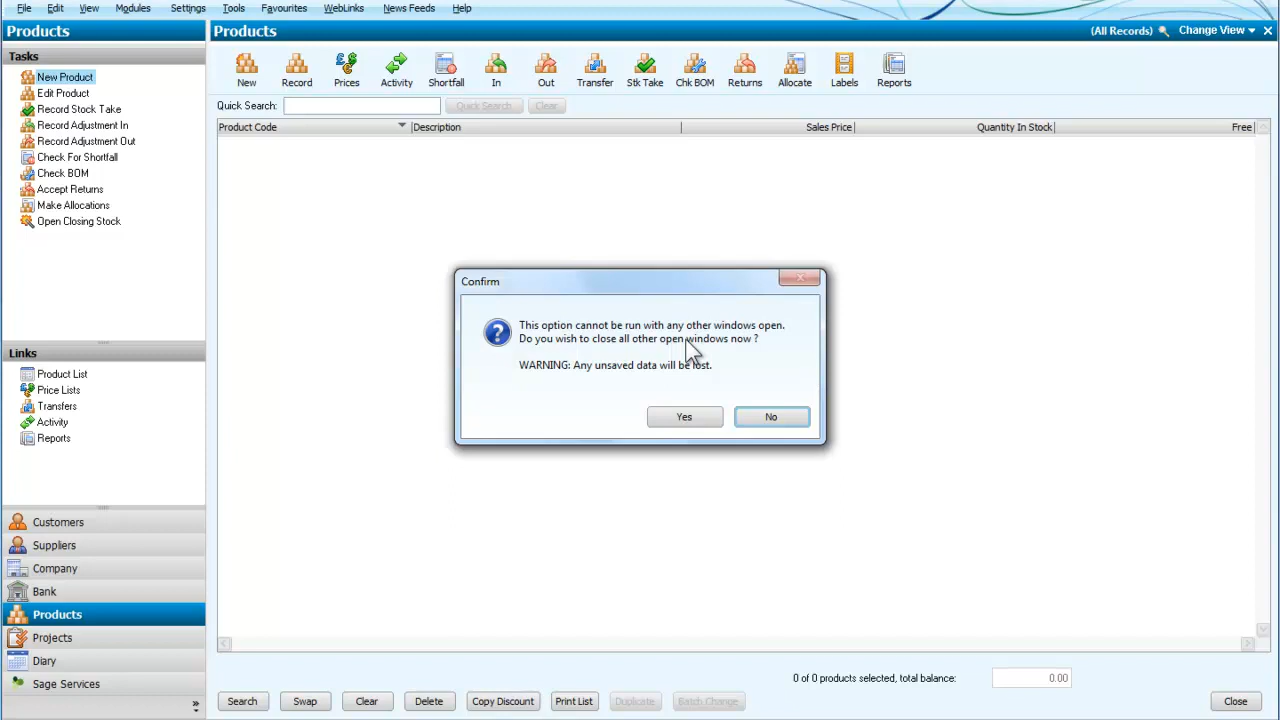 File Edit View Modules Settings Tools Favourites WebLinks News Feeds Help
Products
Tasks
New Product
Edit Product
Record Stock Take
Record Adjustment In
Record Adjustment Out
Check For Shortfall
Check BOM
Accept Returns
Make Allocations
Open Closing Stock
Links
Product List
Price Lists
Transfers
Activity
Reports
Customers
Suppliers
Company
Bank
Products
Projects
Diary
Sage Services
Products (All Records) Change View
New Record Prices Activity Shortfall In Out Transfer Stk Take Chk BOM Returns Allocate Labels Reports
Quick Search: Quick Search Clear
Product Code Description Sales Price Quantity In Stock Free
Confirm
This option cannot be run with any other windows open.
Do you wish to close all other open windows now ?
WARNING: Any unsaved data will be lost.
Yes No
0 of 0 products selected, total balance: 0.00
Search Swap Clear Delete Copy Discount Print List Duplicate Batch Change Close